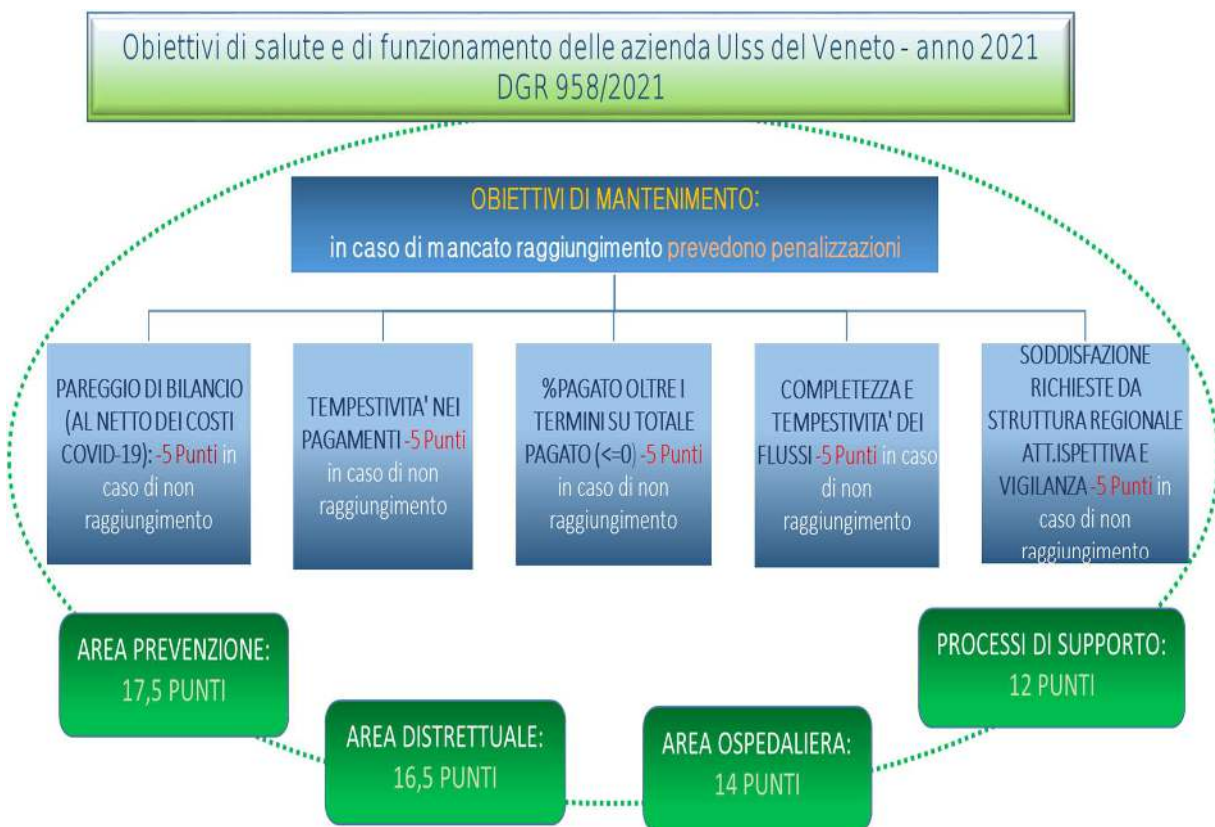 Obiettivi di salute e di funzionamento delle azienda Ulss del Veneto - anno 2021
DGR 958/2021
OBIETTIVI DI MANTENIMENTO:
in caso di mancato raggiungimento prevedono penalizzazioni
PAREGGIO DI BILANCIO
(AL NETTO DEI COSTI
COVID-19): -5 Punti in
caso di non
raggiungimento
TEMPESTIVITA' NEI
PAGAMENTI -5 Punti
in caso di non
raggiungimento
%PAGATO OLTRE I
TERMINI SU TOTALE
PAGATO (<=0) -5 Punti
in caso di non
raggiungimento
COMPLETEZZA E
TEMPESTIVITA' DEI
FLUSSI -5 Punti in caso
di non
raggiungimento
SODDISFAZIONE
RICHIESTE DA
STRUTTURA REGIONALE
ATT.ISPETTIVA E
VIGILANZA -5 Punti in
caso di non
raggiungimento
AREA PREVENZIONE:
17,5 PUNTI
AREA DISTRETTUALE:
16,5 PUNTI
AREA OSPEDALIERA:
14 PUNTI
PROCESSI DI SUPPORTO:
12 PUNTI